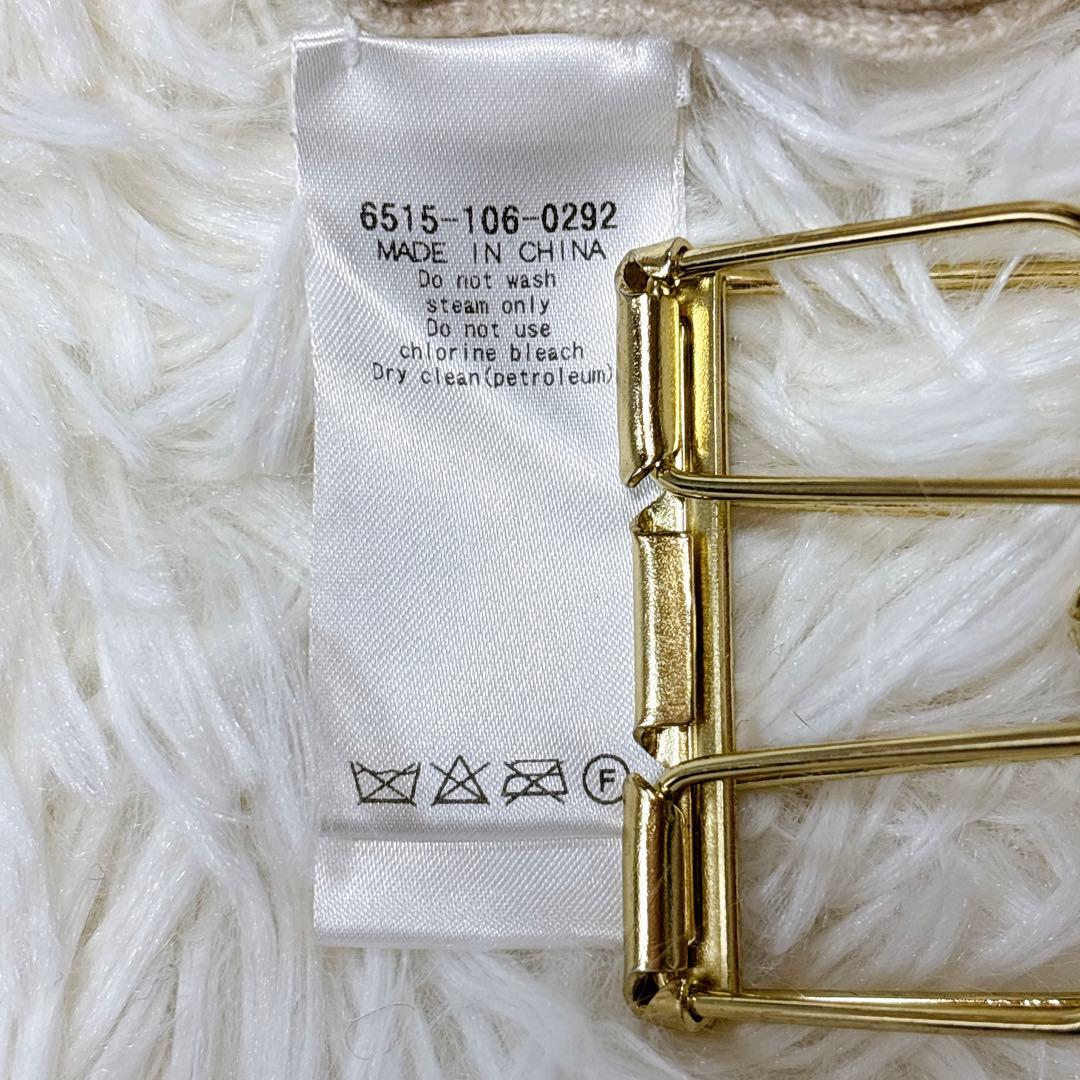 6515-106-0292
MADE IN CHINA
Do not wash
steam only
Do not use
chlorine bleach
Dry clean(petroleum)
F